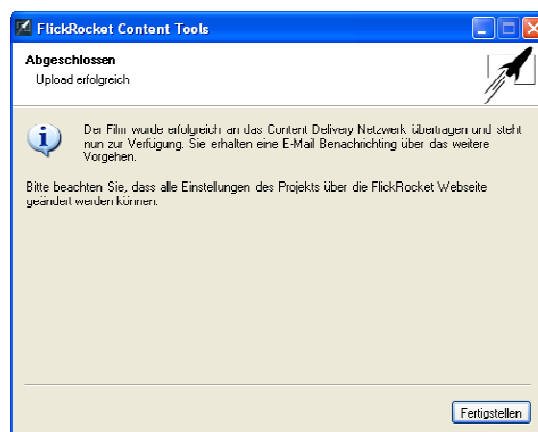 FlickRocket Content Tools
Abgeschlossen
Upload erfolgreich
Der Film wurde erfolgreich an das Content Delivery Netzwerk übertragen und steht
nun zur Verfügung. Sie erhalten eine E-Mail Benachrichting über das weitere
Vorgehen.
Bitte beachten Sie, dass alle Einstellungen des Projekts über die FlickRocket Webseite
geändert werden können.
Fertigstellen